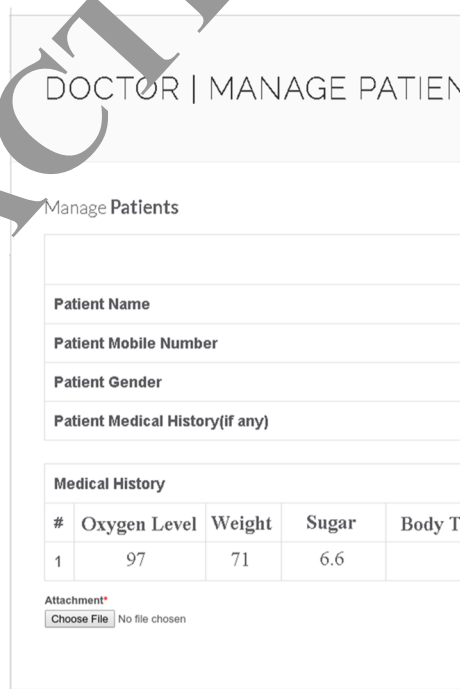 DOCTOR | MANAGE PATIEN
Manage Patients
Patient Name
Patient Mobile Number
Patient Gender
Patient Medical History(if any)
Medical History
# Oxygen Level Weight Sugar Body T
1 97 71 6.6
Attachment*
Choose File No file chosen